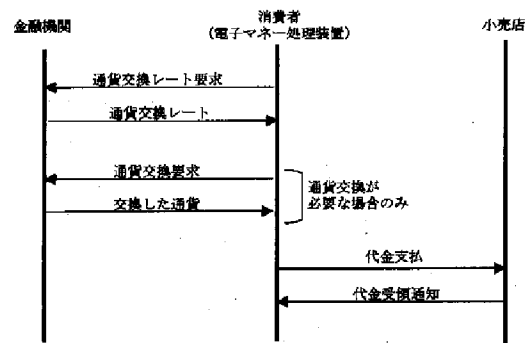 金融機関
消費者
(電子マネー処理装置)
小売店
通貨交換レート要求
通貨交換レート
通貨交換要求
交換した通貨
通貨交換が
必要な場合のみ
代金支払
代金受領通知